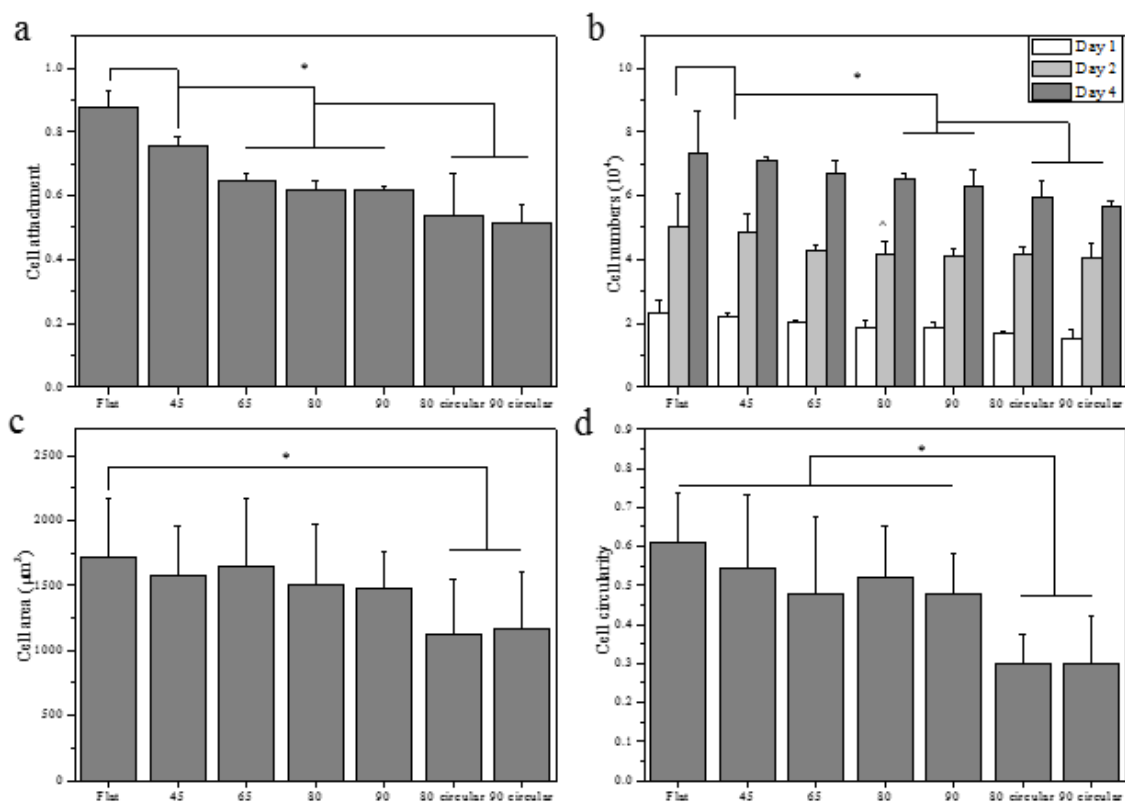 a
*
1.0
0.8
0.6
0.4
0.2
0.0
Cell attachment
Flat 45 65 80 90 80 circular 90 circular
b
Day 1
Day 2
Day 4
*
^
10
8
6
4
2
0
Cell numbers (10⁴)
Flat 45 65 80 90 80 circular 90 circular
c
*
2500
2000
1500
1000
500
0
Cell area (µm²)
Flat 45 65 80 90 80 circular 90 circular
d
*
0.9
0.8
0.7
0.6
0.5
0.4
0.3
0.2
0.1
0.0
Cell circularity
Flat 45 65 80 90 80 circular 90 circular